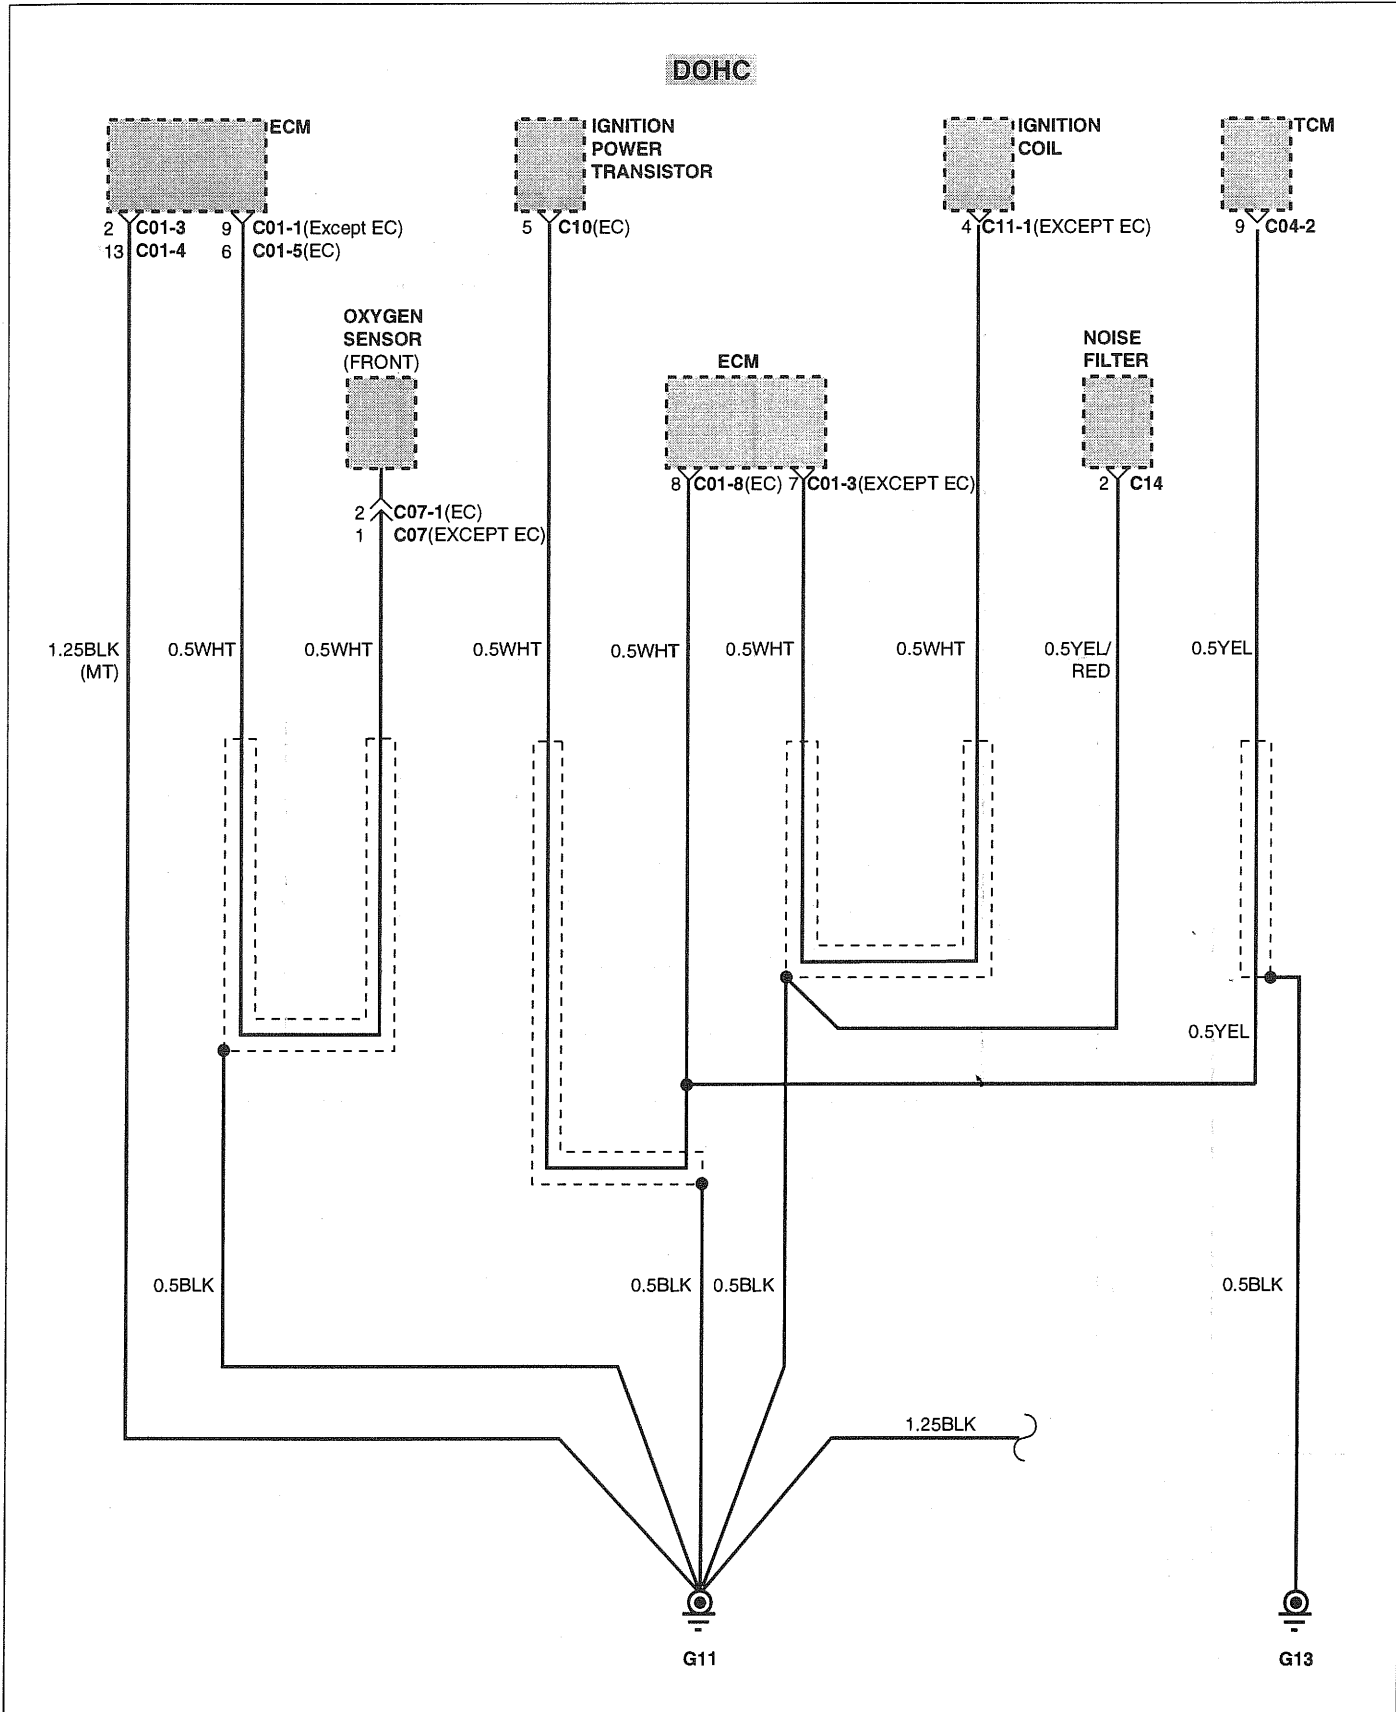 DOHC
ECM
IGNITION
POWER
TRANSISTOR
IGNITION
COIL
TCM
2 C01-3
13 C01-4
9 C01-1(Except EC)
6 C01-5(EC)
5 C10(EC)
4 C11-1(EXCEPT EC)
9 C04-2
OXYGEN
SENSOR
(FRONT)
ECM
NOISE
FILTER
2 C07-1(EC)
1 C07(EXCEPT EC)
8 C01-8(EC)
7 C01-3(EXCEPT EC)
2 C14
1.25BLK
(MT)
0.5WHT
0.5WHT
0.5WHT
0.5WHT
0.5WHT
0.5WHT
0.5YEL/
RED
0.5YEL
0.5YEL
0.5BLK
0.5BLK
0.5BLK
0.5BLK
1.25BLK
G11
G13